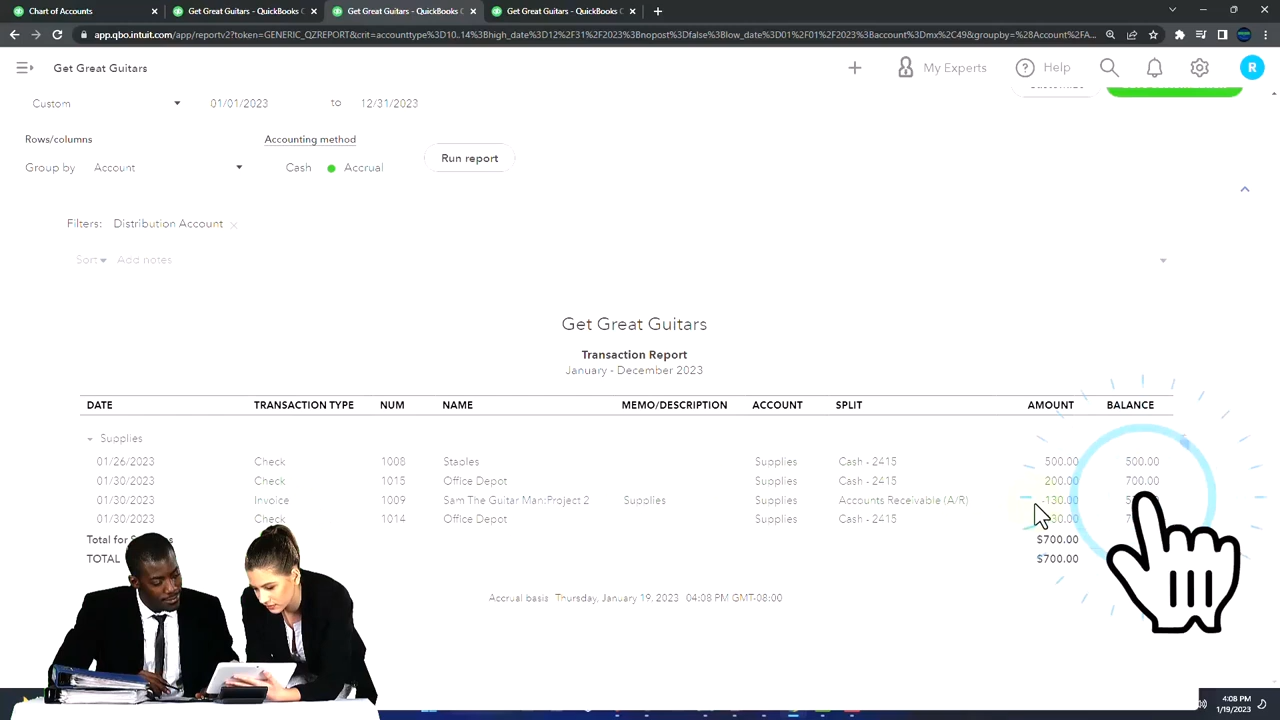 Chart of Accounts
Get Great Guitars - QuickBooks C
Get Great Guitars - QuickBooks C
Get Great Guitars - QuickBooks C
app.qbo.intuit.com/app/reportv2?token=GENERIC_QZREPORT&crit=accounttype%3D10..14%3Bhigh_date%3D12%2F31%2F2023%3Bnopost%3Dfalse%3Blow_date%3D01%2F01%2F2023%3Baccount%3Dmx%2C49&groupby=%28Account%2FA...
Get Great Guitars
My Experts
Help
R
Custom 01/01/2023 to 12/31/2023
Rows/columns Accounting method
Group by Account Cash Accrual Run report
Filters: Distribution Account
Sort Add notes
Get Great Guitars
Transaction Report
January - December 2023
DATE TRANSACTION TYPE NUM NAME MEMO/DESCRIPTION ACCOUNT SPLIT AMOUNT BALANCE
Supplies
01/26/2023 Check 1008 Staples Supplies Cash - 2415 500.00 500.00
01/30/2023 Check 1015 Office Depot Supplies Cash - 2415 200.00 700.00
01/30/2023 Invoice 1009 Sam The Guitar Man:Project 2 Supplies Supplies Accounts Receivable (A/R) -130.00
01/30/2023 Check 1014 Office Depot Supplies Cash - 2415
Total for $700.00
TOTAL $700.00
Accrual basis Thursday, January 19, 2023 04:08 PM GMT-08:00
4:08 PM
1/19/2023